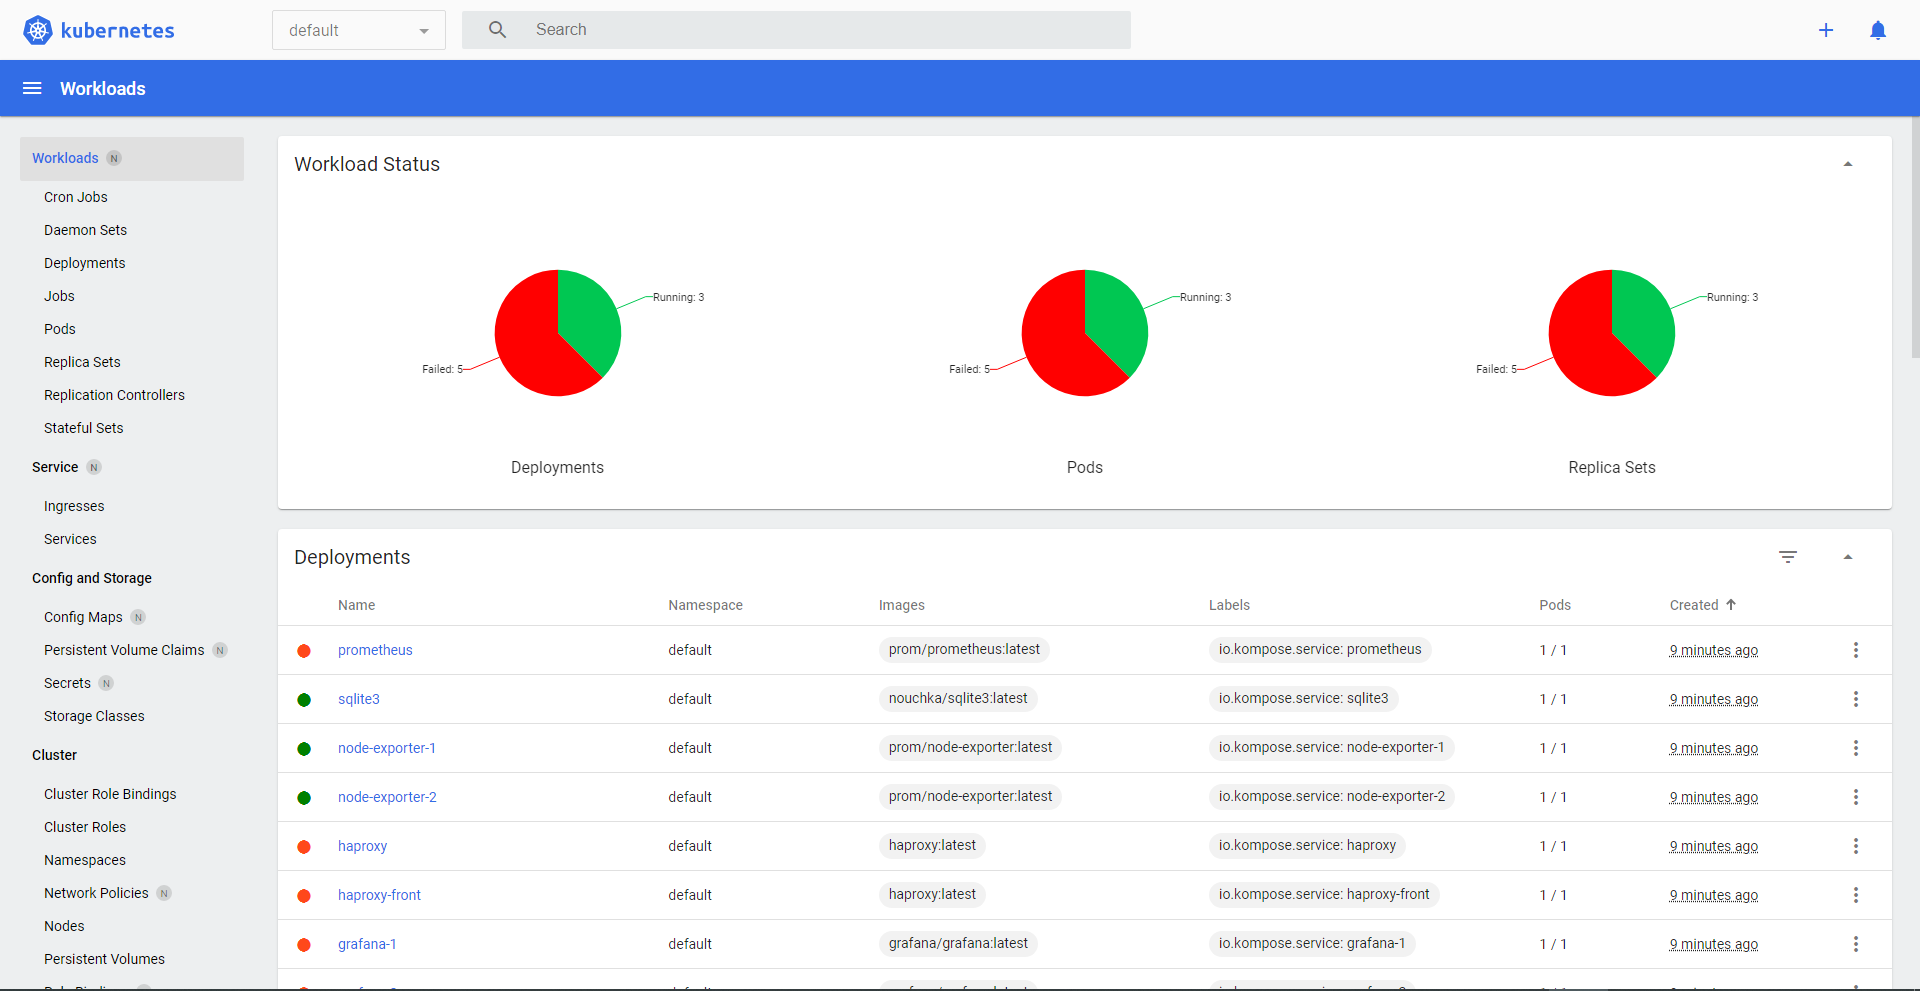 kubernetes
default
Search
Workloads
Workloads N
Cron Jobs
Daemon Sets
Deployments
Jobs
Pods
Replica Sets
Replication Controllers
Stateful Sets
Service N
Ingresses
Services
Config and Storage
Config Maps N
Persistent Volume Claims N
Secrets N
Storage Classes
Cluster
Cluster Role Bindings
Cluster Roles
Namespaces
Network Policies N
Nodes
Persistent Volumes
Workload Status
Running: 3
Failed: 5
Deployments
Running: 3
Failed: 5
Pods
Running: 3
Failed: 5
Replica Sets
Deployments
Name Namespace Images Labels Pods Created
prometheus default prom/prometheus:latest io.kompose.service: prometheus 1 / 1 9 minutes ago
sqlite3 default nouchka/sqlite3:latest io.kompose.service: sqlite3 1 / 1 9 minutes ago
node-exporter-1 default prom/node-exporter:latest io.kompose.service: node-exporter-1 1 / 1 9 minutes ago
node-exporter-2 default prom/node-exporter:latest io.kompose.service: node-exporter-2 1 / 1 9 minutes ago
haproxy default haproxy:latest io.kompose.service: haproxy 1 / 1 9 minutes ago
haproxy-front default haproxy:latest io.kompose.service: haproxy-front 1 / 1 9 minutes ago
grafana-1 default grafana/grafana:latest io.kompose.service: grafana-1 1 / 1 9 minutes ago